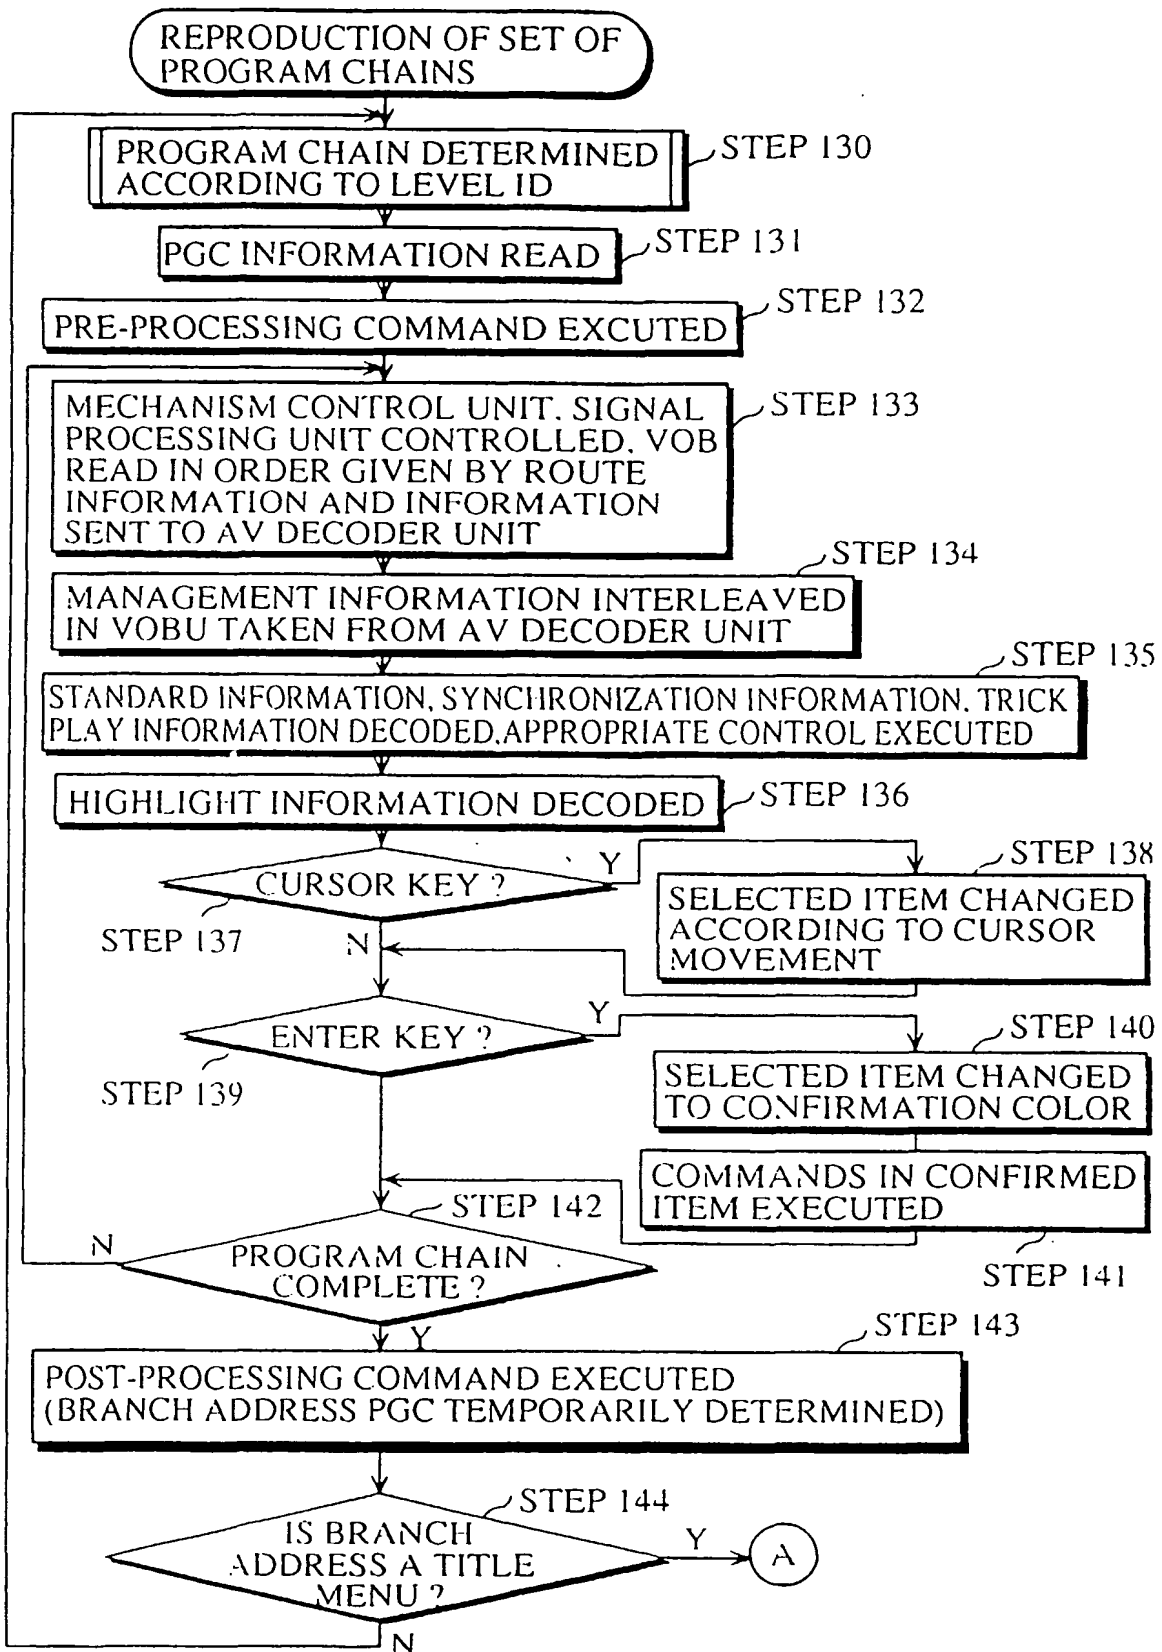 REPRODUCTION OF SET OF
PROGRAM CHAINS
PROGRAM CHAIN DETERMINED
ACCORDING TO LEVEL ID
STEP 130
PGC INFORMATION READ
STEP 131
STEP 132
PRE-PROCESSING COMMAND EXCUTED
MECHANISM CONTROL UNIT. SIGNAL
PROCESSING UNIT CONTROLLED. VOB
READ IN ORDER GIVEN BY ROUTE
INFORMATION AND INFORMATION
SENT TO AV DECODER UNIT
STEP 133
STEP 134
MANAGEMENT INFORMATION INTERLEAVED
IN VOBU TAKEN FROM AV DECODER UNIT
STEP 135
STANDARD INFORMATION, SYNCHRONIZATION INFORMATION. TRICK
PLAY INFORMATION DECODED.APPROPRIATE CONTROL EXECUTED
HIGHLIGHT INFORMATION DECODED
STEP 136
CURSOR KEY ?
Y
STEP 137
N
STEP 138
SELECTED ITEM CHANGED
ACCORDING TO CURSOR
MOVEMENT
ENTER KEY ?
Y
STEP 139
STEP 140
SELECTED ITEM CHANGED
TO CONFIRMATION COLOR
COMMANDS IN CONFIRMED
ITEM EXECUTED
STEP 141
STEP 142
N
PROGRAM CHAIN
COMPLETE ?
Y
STEP 143
POST-PROCESSING COMMAND EXECUTED
(BRANCH ADDRESS PGC TEMPORARILY DETERMINED)
STEP 144
IS BRANCH
ADDRESS A TITLE
MENU ?
Y
A
N